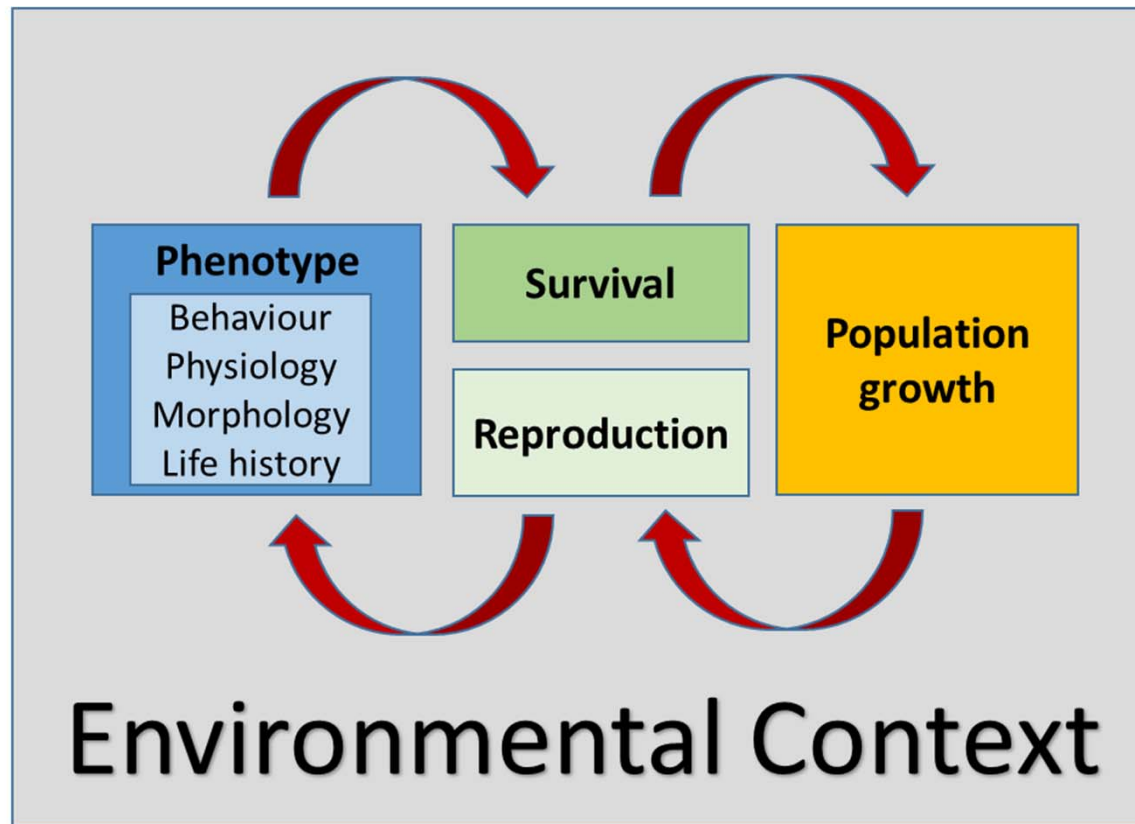 Phenotype
Behaviour
Physiology
Morphology
Life history
Survival
Reproduction
Population
growth
Environmental Context